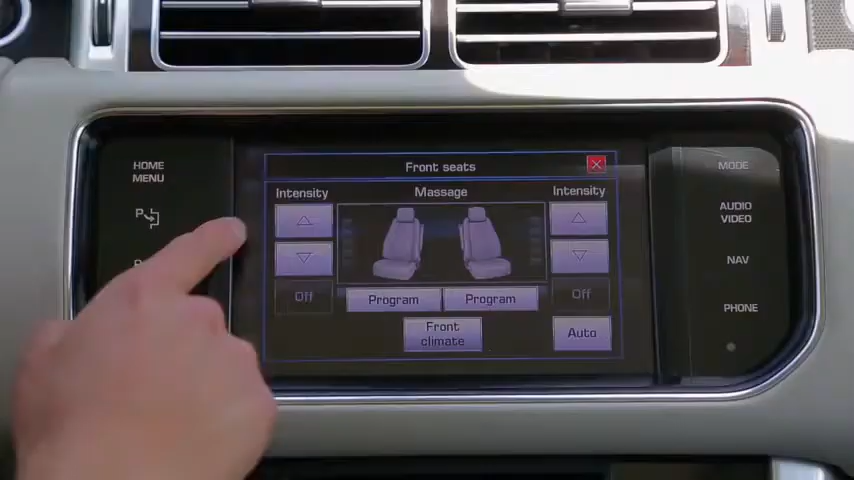 HOME
MENU
P
Front seats
Intensity
Massage
Intensity
Off
Program
Program
Off
Front
climate
Auto
MODE
AUDIO
VIDEO
NAV
PHONE